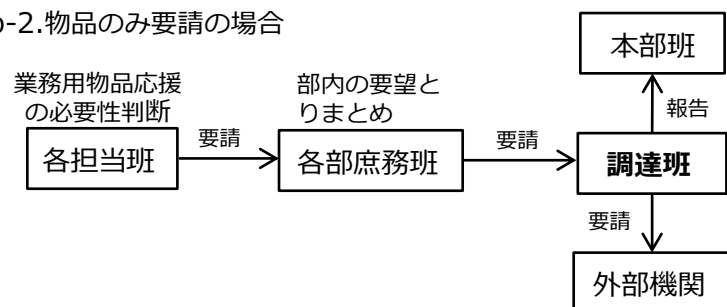 -2.物品のみ要請の場合
本部班
業務用物品応援
の必要性判断
部内の要望と
りまとめ
報告
各担当班
要請
各部庶務班
要請
調達班
要請
外部機関